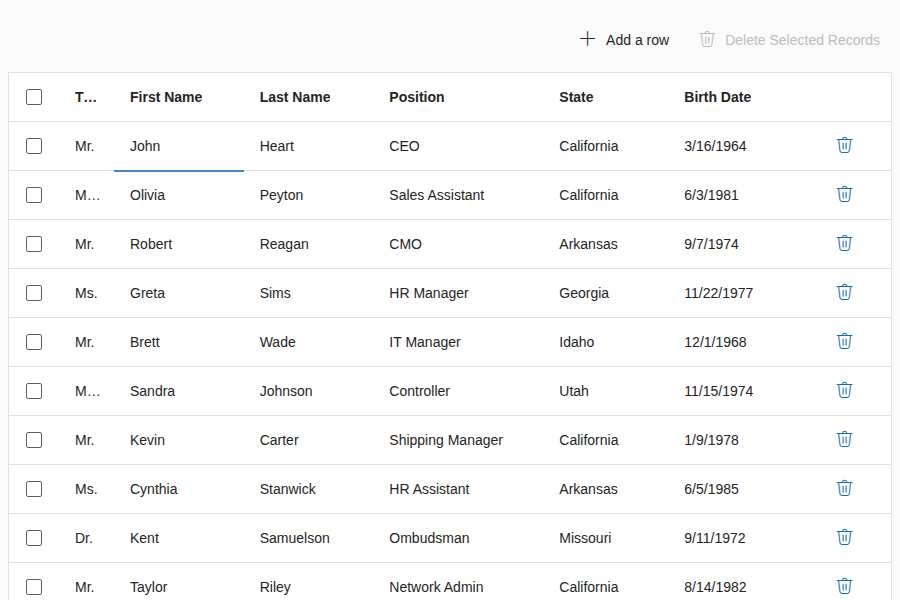 Add a row Delete Selected Records
T... First Name Last Name Position State Birth Date
Mr. John Heart CEO California 3/16/1964
M... Olivia Peyton Sales Assistant California 6/3/1981
Mr. Robert Reagan CMO Arkansas 9/7/1974
Ms. Greta Sims HR Manager Georgia 11/22/1977
Mr. Brett Wade IT Manager Idaho 12/1/1968
M... Sandra Johnson Controller Utah 11/15/1974
Mr. Kevin Carter Shipping Manager California 1/9/1978
Ms. Cynthia Stanwick HR Assistant Arkansas 6/5/1985
Dr. Kent Samuelson Ombudsman Missouri 9/11/1972
Mr. Taylor Riley Network Admin California 8/14/1982